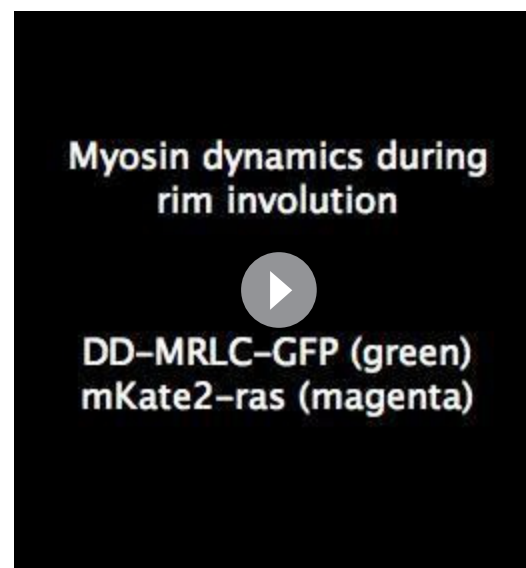 Myosin dynamics during
rim involution
DD-MRLC-GFP (green)
mKate2-ras (magenta)